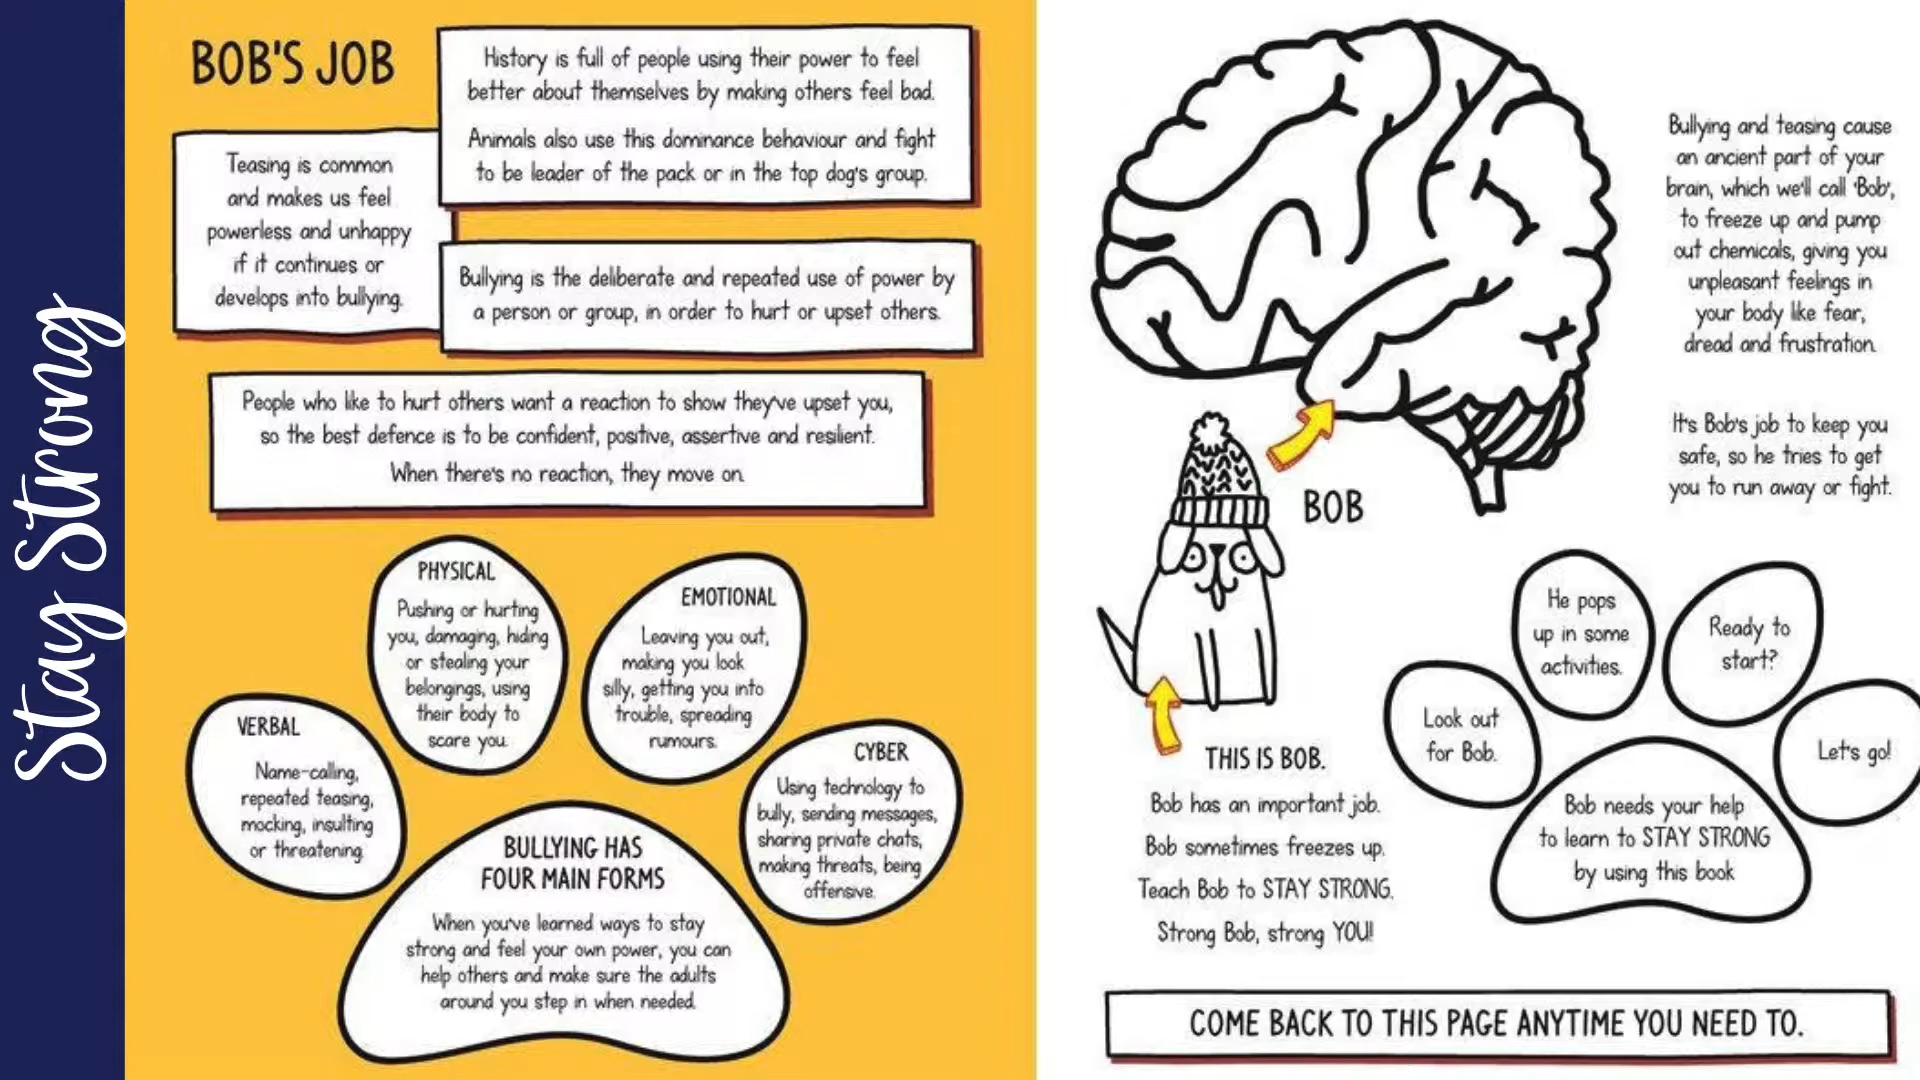 Stay Strong
BOB'S JOB
History is full of people using their power to feel
better about themselves by making others feel bad.
Animals also use this dominance behaviour and fight
to be leader of the pack or in the top dog's group.
Teasing is common
and makes us feel
powerless and unhappy
if it continues or
develops into bullying.
Bullying is the deliberate and repeated use of power by
a person or group, in order to hurt or upset others.
People who like to hurt others want a reaction to show they've upset you,
so the best defence is to be confident, positive, assertive and resilient.
When there's no reaction, they move on.
VERBAL
Name-calling,
repeated teasing,
mocking, insulting
or threatening.
PHYSICAL
Pushing or hurting
you, damaging, hiding
or stealing your
belongings, using
their body to
scare you.
EMOTIONAL
Leaving you out,
making you look
silly, getting you into
trouble, spreading
rumours.
CYBER
Using technology to
bully, sending messages,
sharing private chats,
making threats, being
offensive.
BULLYING HAS
FOUR MAIN FORMS
When you've learned ways to stay
strong and feel your own power, you can
help others and make sure the adults
around you step in when needed.
Bullying and teasing cause
an ancient part of your
brain, which we'll call 'Bob',
to freeze up and pump
out chemicals, giving you
unpleasant feelings in
your body like fear,
dread and frustration.
It's Bob's job to keep you
safe, so he tries to get
you to run away or fight.
BOB
THIS IS BOB.
Bob has an important job.
Bob sometimes freezes up.
Teach Bob to STAY STRONG.
Strong Bob, strong YOU!
Look out
for Bob.
He pops
up in some
activities.
Ready to
start?
Let's go!
Bob needs your help
to learn to STAY STRONG
by using this book
COME BACK TO THIS PAGE ANYTIME YOU NEED TO.